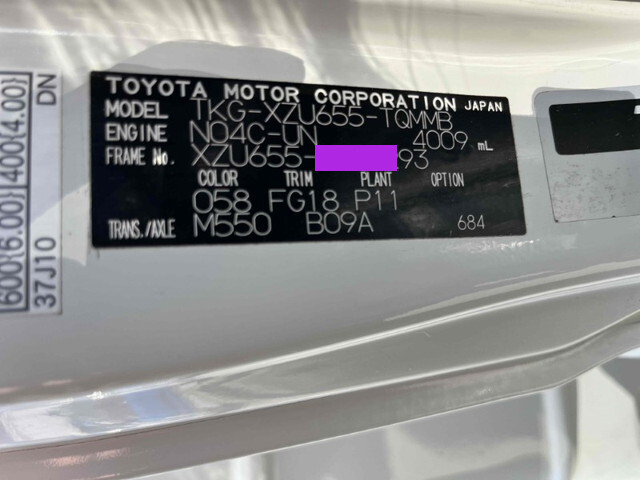 TOYOTA MOTOR CORPORATION JAPAN
MODEL TKG-XZU655-TQMMB
ENGINE N04C-UN 4009 mL
FRAME No. XZU655- 93
COLOR TRIM PLANT OPTION
058 FG18 P11
TRANS./AXLE M550 B09A 684
600(6.00) 400(4.00)
37J10 DN